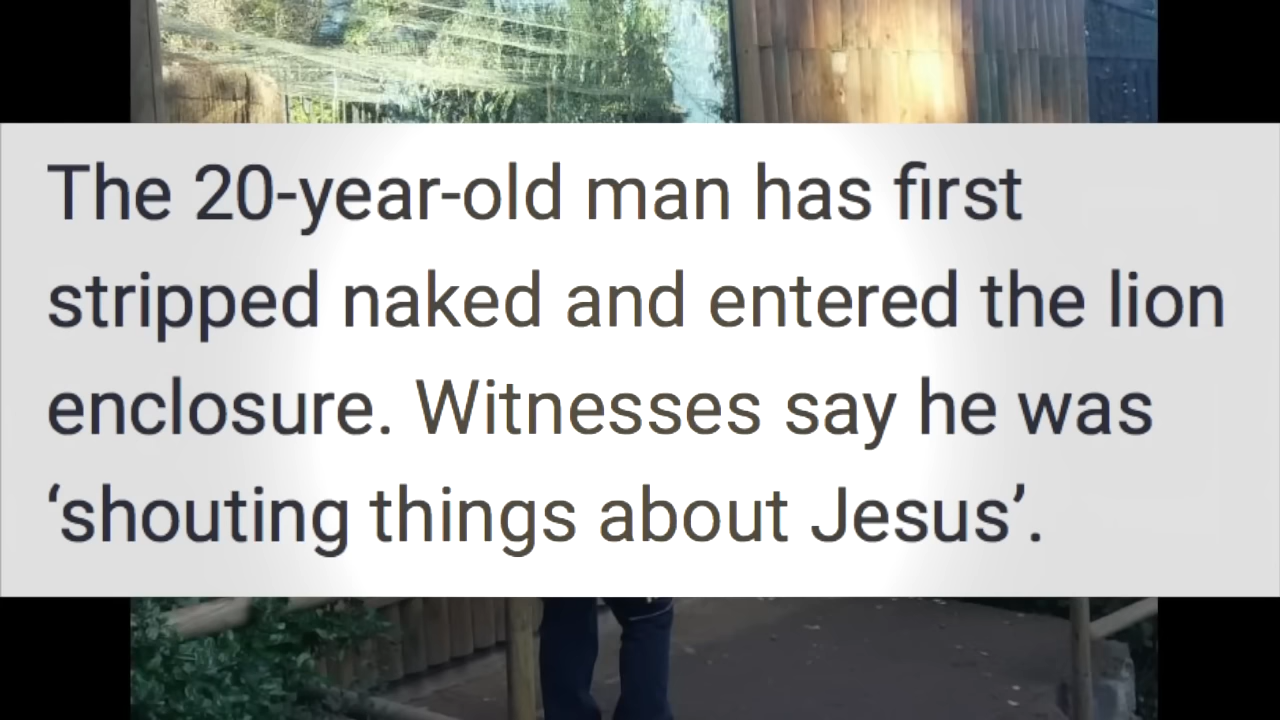 The 20-year-old man has first
stripped naked and entered the lion
enclosure. Witnesses say he was
‘shouting things about Jesus’.